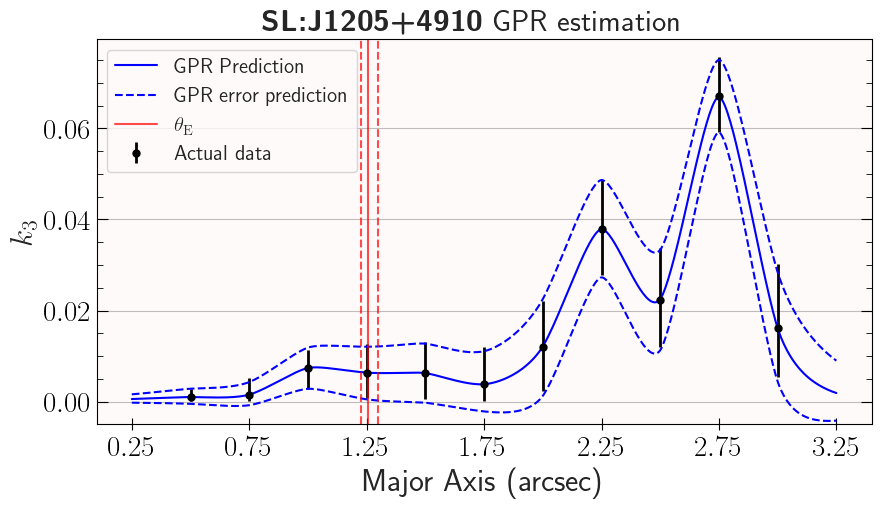 SL:J1205+4910 GPR estimation
GPR Prediction
GPR error prediction
θ_E
Actual data
k_3
0.06
0.04
0.02
0.00
0.25 0.75 1.25 1.75 2.25 2.75 3.25
Major Axis (arcsec)